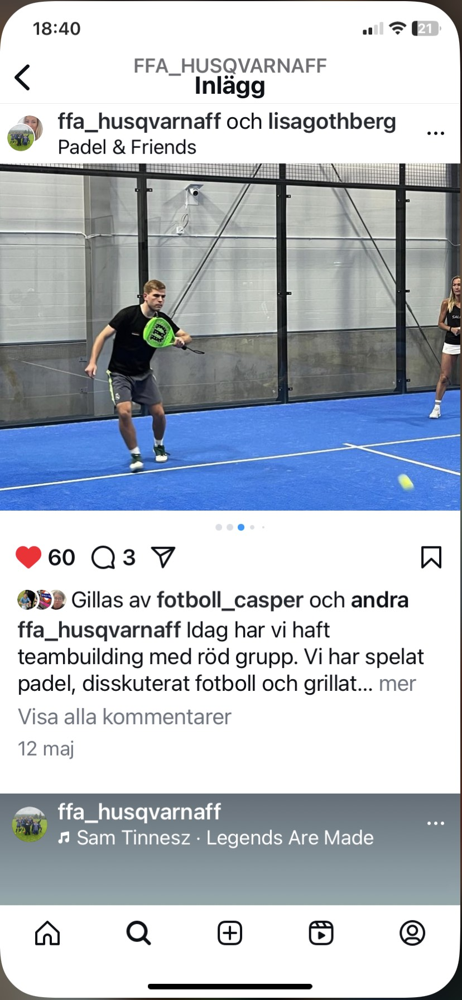 18:40
21
FFA_HUSQVARNAFF
Inlägg
ffa_husqvarnaff och lisagothberg
Padel & Friends
60
3
Gillas av fotboll_casper och andra
ffa_husqvarnaff Idag har vi haft
teambuilding med röd grupp. Vi har spelat
padel, disskuterat fotboll och grillat... mer
Visa alla kommentarer
12 maj
ffa_husqvarnaff
Sam Tinnesz · Legends Are Made